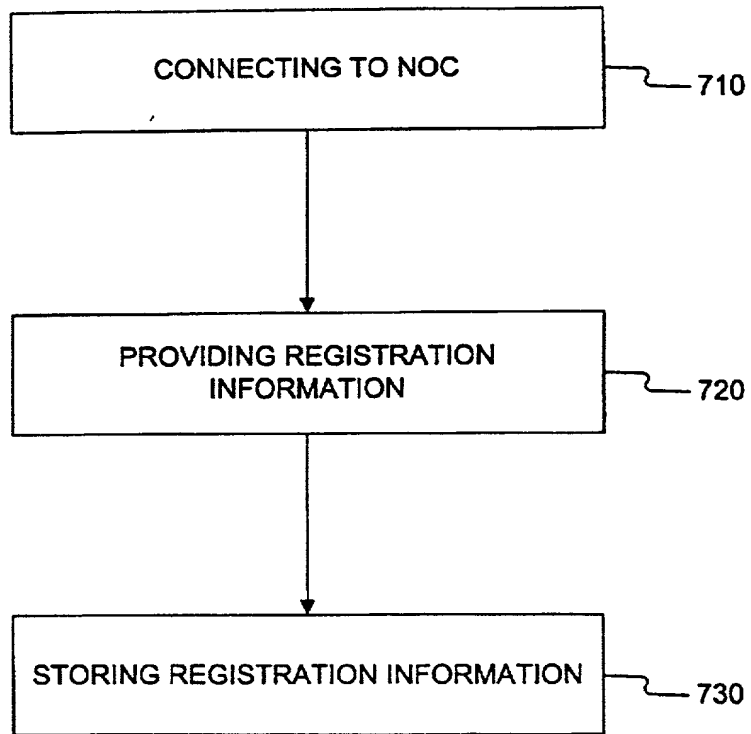 CONNECTING TO NOC
710
PROVIDING REGISTRATION
INFORMATION
720
STORING REGISTRATION INFORMATION
730